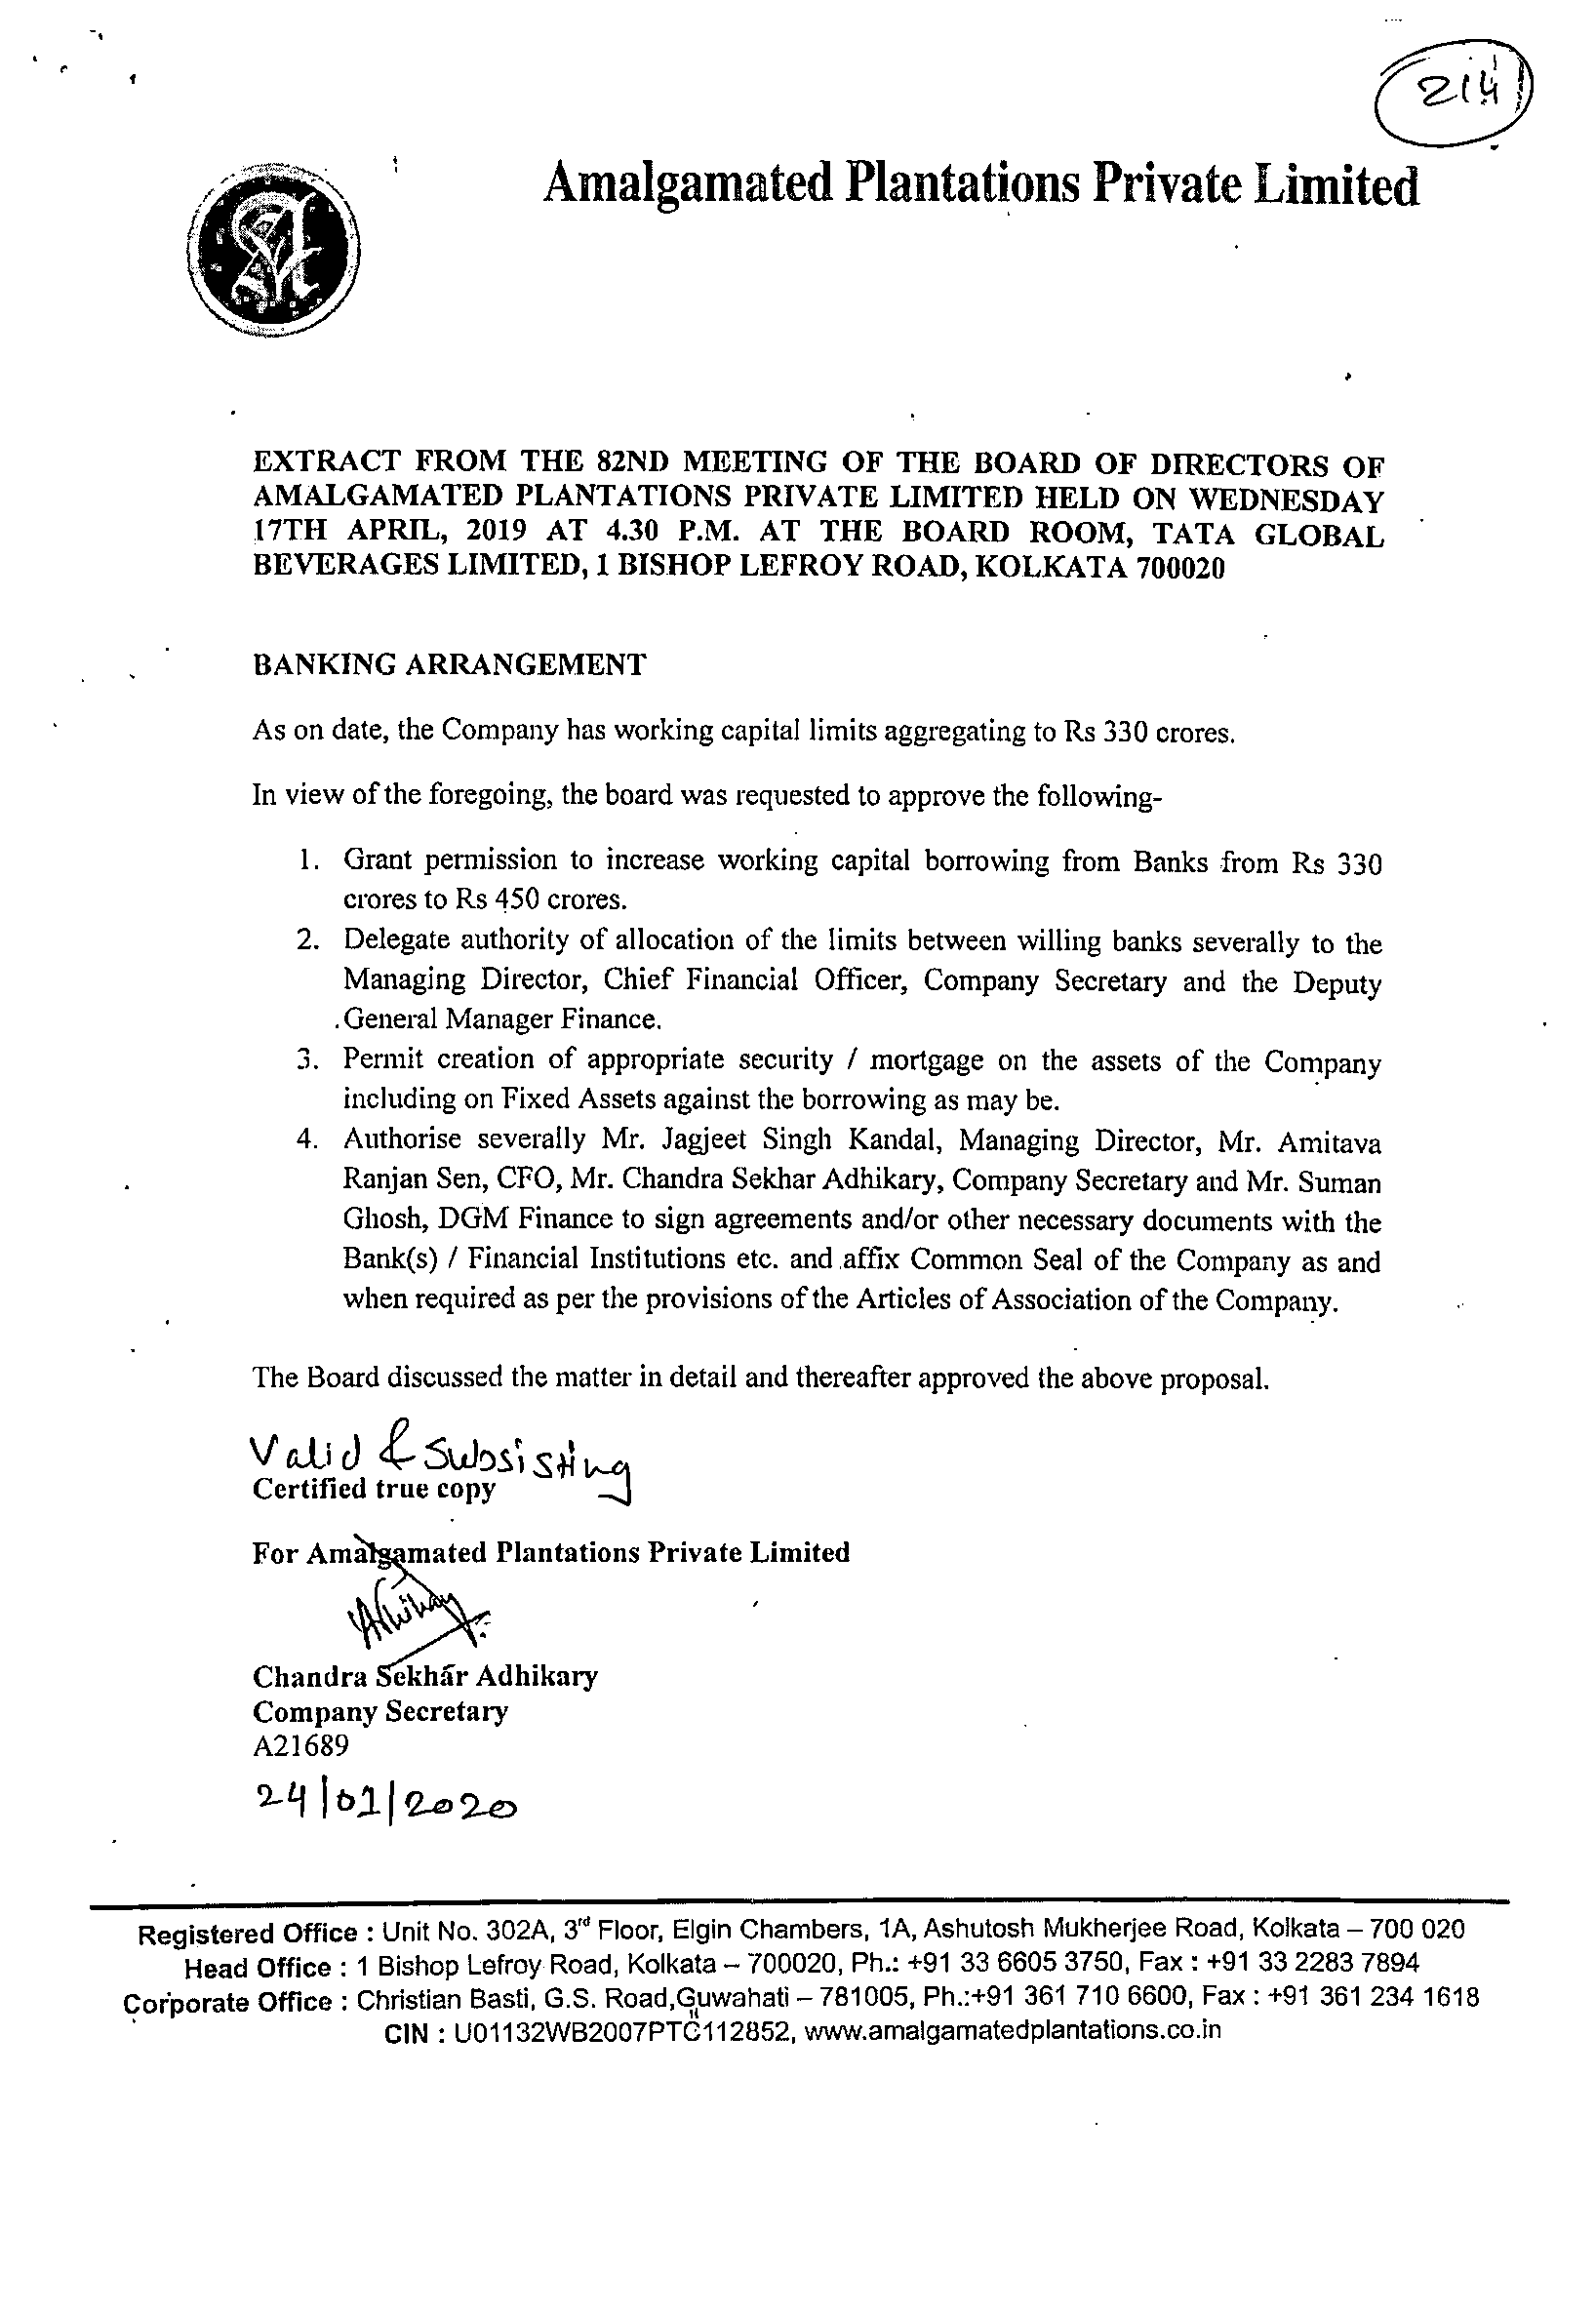 214
Amalgamated Plantations Private Limited
EXTRACT FROM THE 82ND MEETING OF THE BOARD OF DIRECTORS OF
AMALGAMATED PLANTATIONS PRIVATE LIMITED HELD ON WEDNESDAY
17TH APRIL, 2019 AT 4.30 P.M. AT THE BOARD ROOM, TATA GLOBAL
BEVERAGES LIMITED, 1 BISHOP LEFROY ROAD, KOLKATA 700020
BANKING ARRANGEMENT
As on date, the Company has working capital limits aggregating to Rs 330 crores.
In view of the foregoing, the board was requested to approve the following-
1. Grant permission to increase working capital borrowing from Banks from Rs 330
crores to Rs 450 crores.
2. Delegate authority of allocation of the limits between willing banks severally to the
Managing Director, Chief Financial Officer, Company Secretary and the Deputy
General Manager Finance.
3. Permit creation of appropriate security / mortgage on the assets of the Company
including on Fixed Assets against the borrowing as may be.
4. Authorise severally Mr. Jagjeet Singh Kandal, Managing Director, Mr. Amitava
Ranjan Sen, CFO, Mr. Chandra Sekhar Adhikary, Company Secretary and Mr. Suman
Ghosh, DGM Finance to sign agreements and/or other necessary documents with the
Bank(s) / Financial Institutions etc. and affix Common Seal of the Company as and
when required as per the provisions of the Articles of Association of the Company.
The Board discussed the matter in detail and thereafter approved the above proposal.
Valid & Subsisting
Certified true copy
For Amalgamated Plantations Private Limited
Chandra Sekhar Adhikary
Company Secretary
A21689
24/01/2020
Registered Office : Unit No. 302A, 3rd Floor, Elgin Chambers, 1A, Ashutosh Mukherjee Road, Kolkata – 700 020
Head Office : 1 Bishop Lefroy Road, Kolkata – 700020, Ph.: +91 33 6605 3750, Fax : +91 33 2283 7894
Corporate Office : Christian Basti, G.S. Road,Guwahati – 781005, Ph.:+91 361 710 6600, Fax : +91 361 234 1618
CIN : U01132WB2007PTC112852, www.amalgamatedplantations.co.in